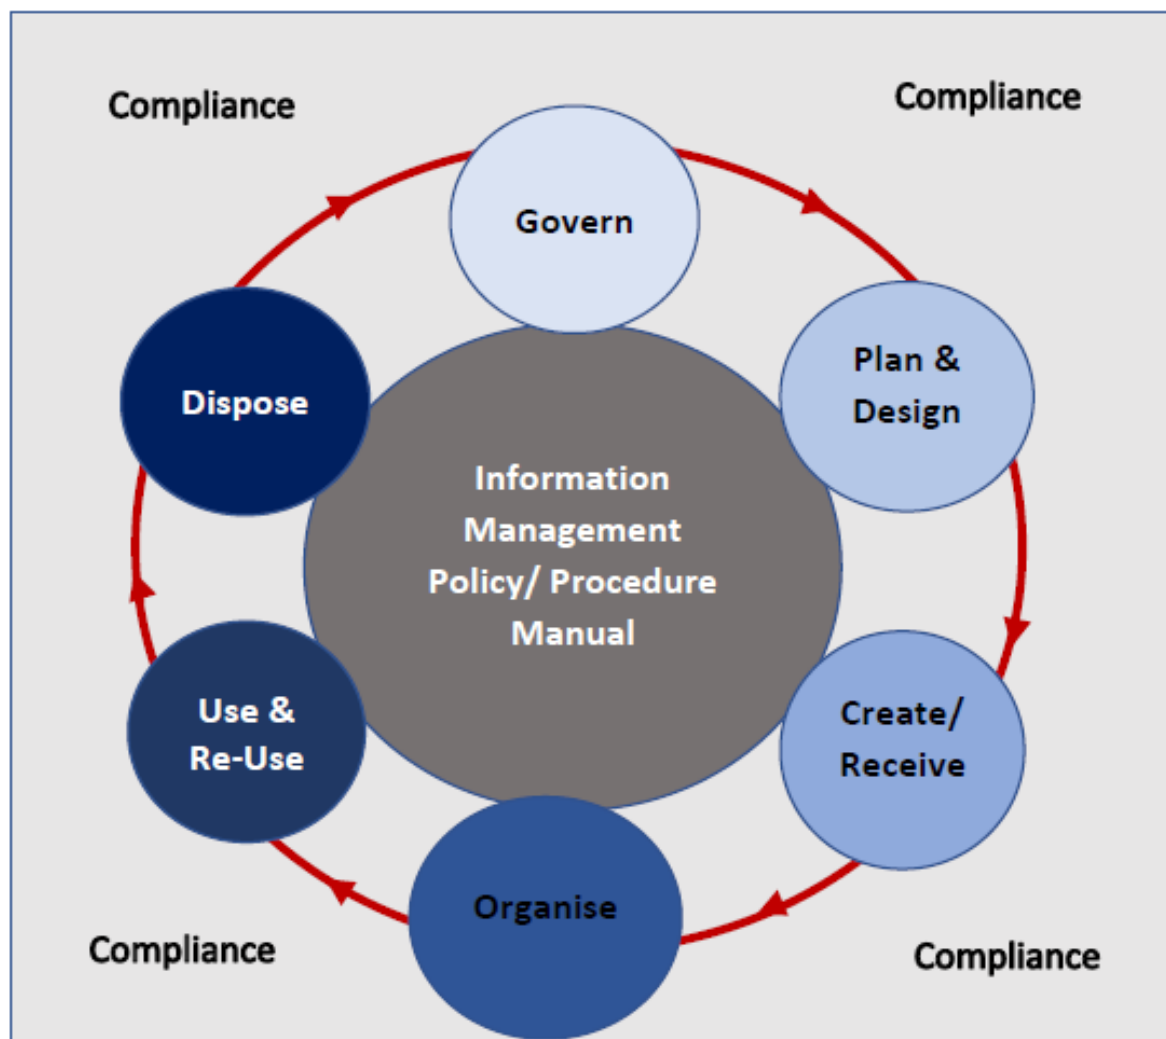 Compliance
Compliance
Govern
Plan &
Design
Dispose
Information
Management
Policy/ Procedure
Manual
Create/
Receive
Use &
Re-Use
Organise
Compliance
Compliance